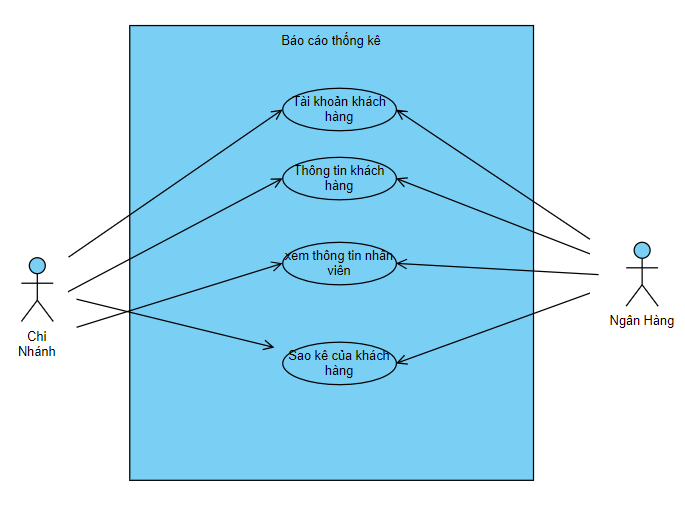 Báo cáo thống kê
Tài khoản khách
hàng
Thông tin khách
hàng
xem thông tin nhân
viên
Sao kê của khách
hàng
Chi
Nhánh
Ngân Hàng